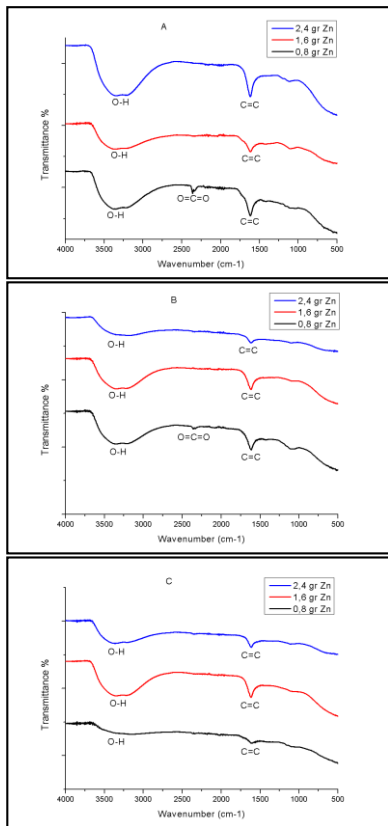 A
2,4 gr Zn
1,6 gr Zn
0,8 gr Zn
Transmittance %
O-H
C=C
O-H
C=C
O-H
O=C=O
C=C
4000 3500 3000 2500 2000 1500 1000 500
Wavenumber (cm-1)
B
2,4 gr Zn
1,6 gr Zn
0,8 gr Zn
Transmittance %
O-H
C=C
O-H
C=C
O=C=O
O-H
C=C
4000 3500 3000 2500 2000 1500 1000 500
Wavenumber (cm-1)
C
2,4 gr Zn
1,6 gr Zn
0,8 gr Zn
Transmittance %
O-H
C=C
O-H
C=C
O-H
C=C
4000 3500 3000 2500 2000 1500 1000 500
Wavenumber (cm-1)